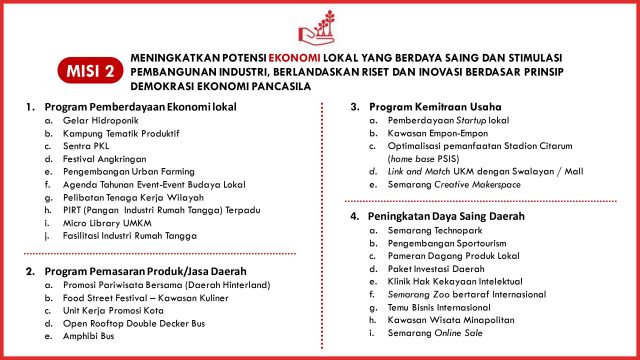 MISI 2
MENINGKATKAN POTENSI EKONOMI LOKAL YANG BERDAYA SAING DAN STIMULASI
PEMBANGUNAN INDUSTRI, BERLANDASKAN RISET DAN INOVASI BERDASAR PRINSIP
DEMOKRASI EKONOMI PANCASILA
1. Program Pemberdayaan Ekonomi lokal
a. Gelar Hidroponik
b. Kampung Tematik Produktif
c. Sentra PKL
d. Festival Angkringan
e. Pengembangan Urban Farming
f. Agenda Tahunan Event-Event Budaya Lokal
g. Pelibatan Tenaga Kerja Wilayah
h. PIRT (Pangan Industri Rumah Tangga) Terpadu
i. Micro Library UMKM
j. Fasilitasi Industri Rumah Tangga
2. Program Pemasaran Produk/Jasa Daerah
a. Promosi Pariwisata Bersama (Daerah Hinterland)
b. Food Street Festival – Kawasan Kuliner
c. Unit Kerja Promosi Kota
d. Open Rooftop Double Decker Bus
e. Amphibi Bus
3. Program Kemitraan Usaha
a. Pemberdayaan Startup lokal
b. Kawasan Empon-Empon
c. Optimalisasi pemanfaatan Stadion Citarum
(home base PSIS)
d. Link and Match UKM dengan Swalayan / Mall
e. Semarang Creative Makerspace
4. Peningkatan Daya Saing Daerah
a. Semarang Technopark
b. Pengembangan Sportourism
c. Pameran Dagang Produk Lokal
d. Paket Investasi Daerah
e. Klinik Hak Kekayaan Intelektual
f. Semarang Zoo bertaraf Internasional
g. Temu Bisnis Internasional
h. Kawasan Wisata Minapolitan
i. Semarang Online Sale